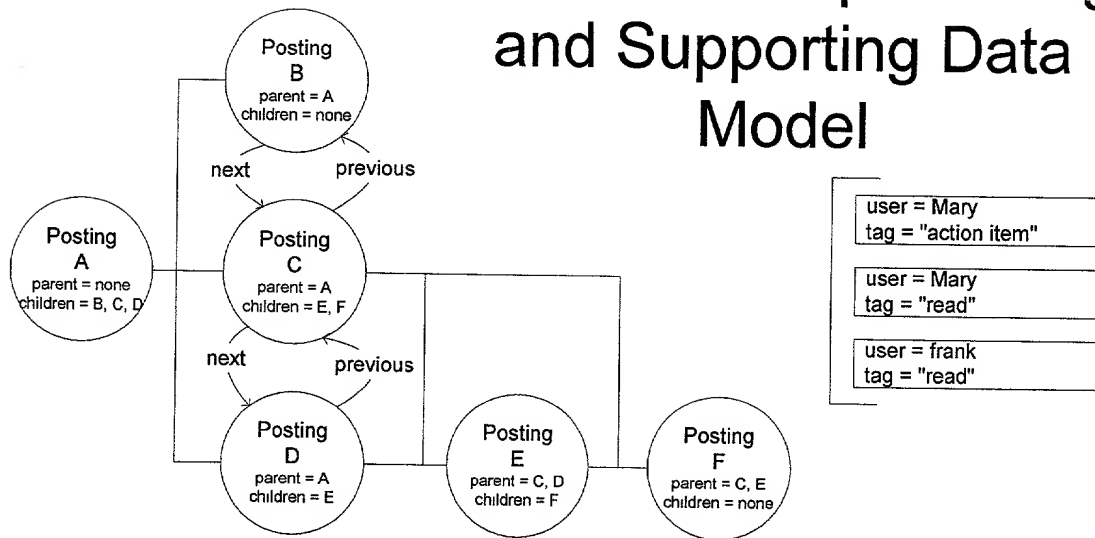 and Supporting Data
Model
Posting
B
parent = A
children = none
next
previous
Posting
A
parent = none
children = B, C, D
Posting
C
parent = A
children = E, F
next
previous
Posting
D
parent = A
children = E
Posting
E
parent = C, D
children = F
Posting
F
parent = C, E
children = none
user = Mary
tag = "action item"
user = Mary
tag = "read"
user = frank
tag = "read"